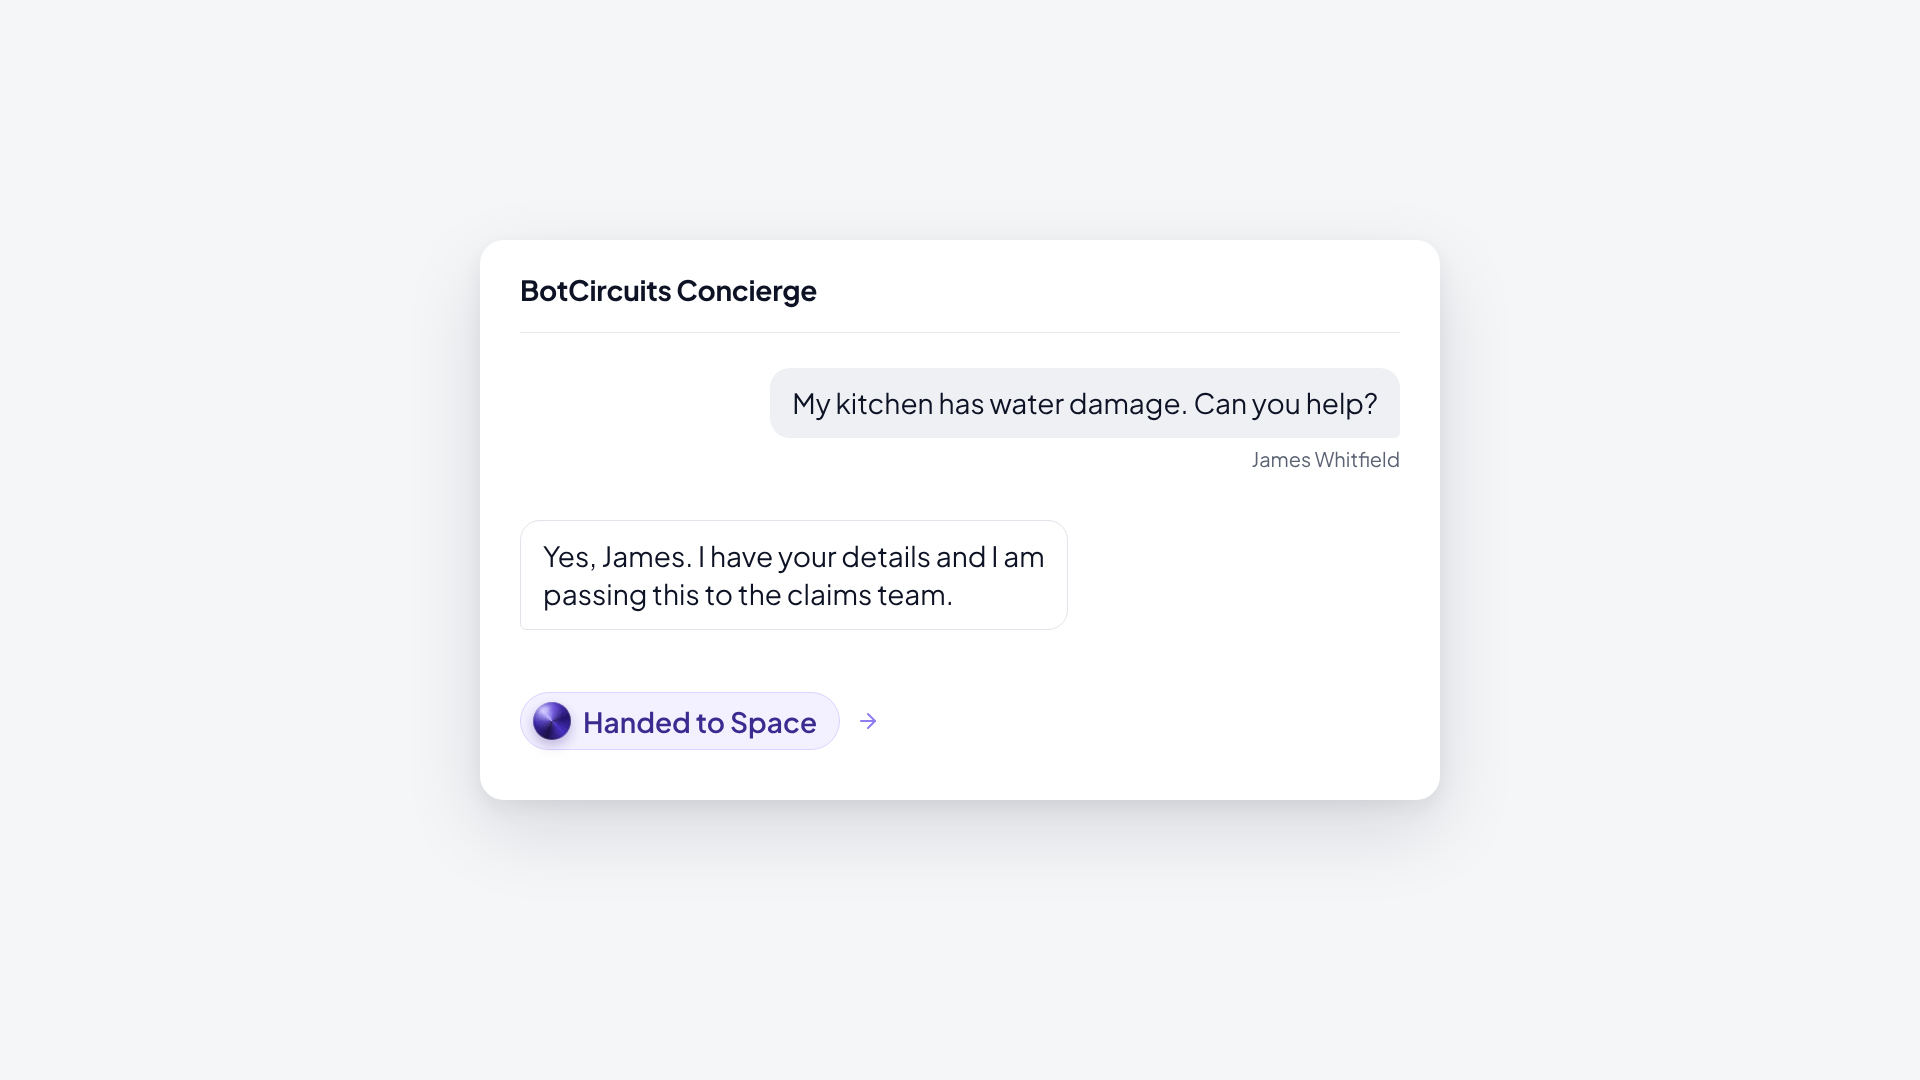 BotCircuits Concierge
My kitchen has water damage. Can you help?
James Whitfield
Yes, James. I have your details and I am
passing this to the claims team.
Handed to Space